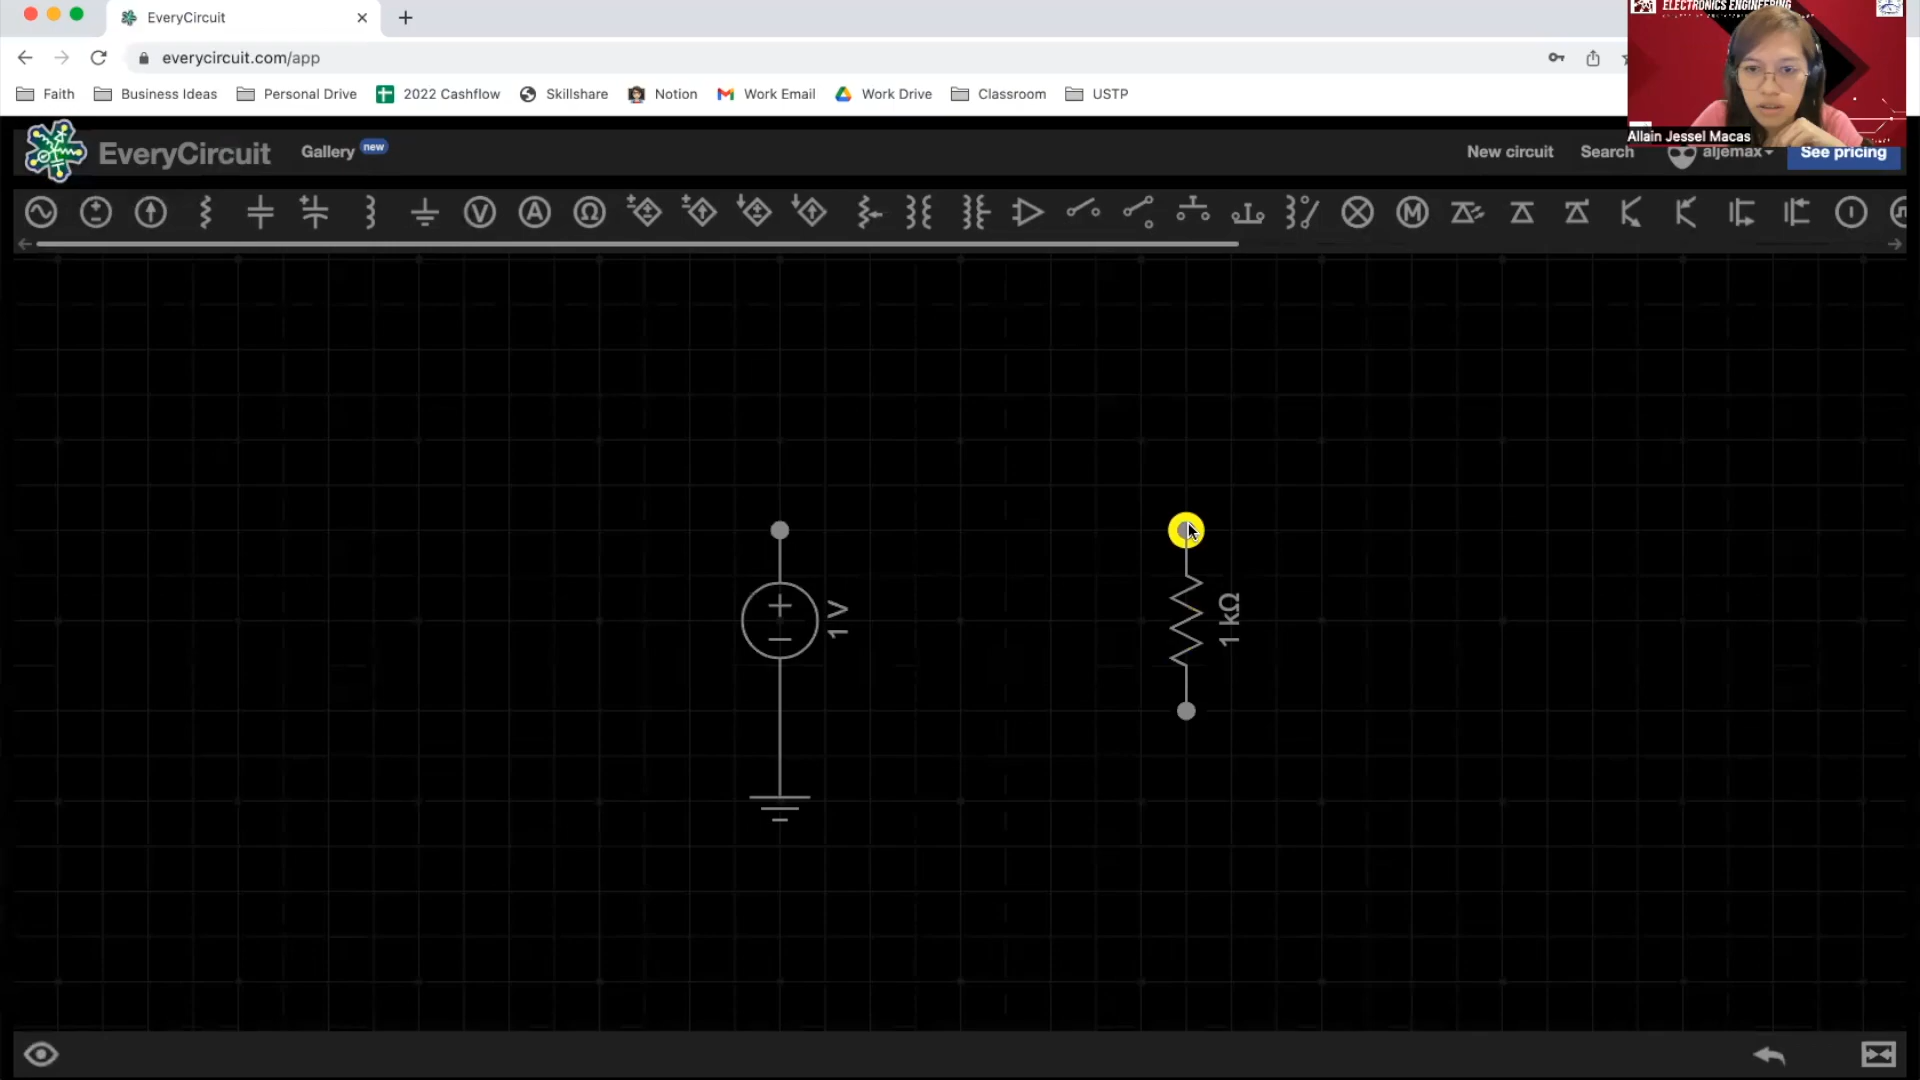 EveryCircuit
everycircuit.com/app
Faith
Business Ideas
Personal Drive
2022 Cashflow
Skillshare
Notion
Work Email
Work Drive
Classroom
USTP
ELECTRONICS ENGINEERING
Allain Jessel Macas
EveryCircuit
Gallery
new
New circuit
Search
aljemax
See pricing
V
A
Ω
M
1 V
1 kΩ